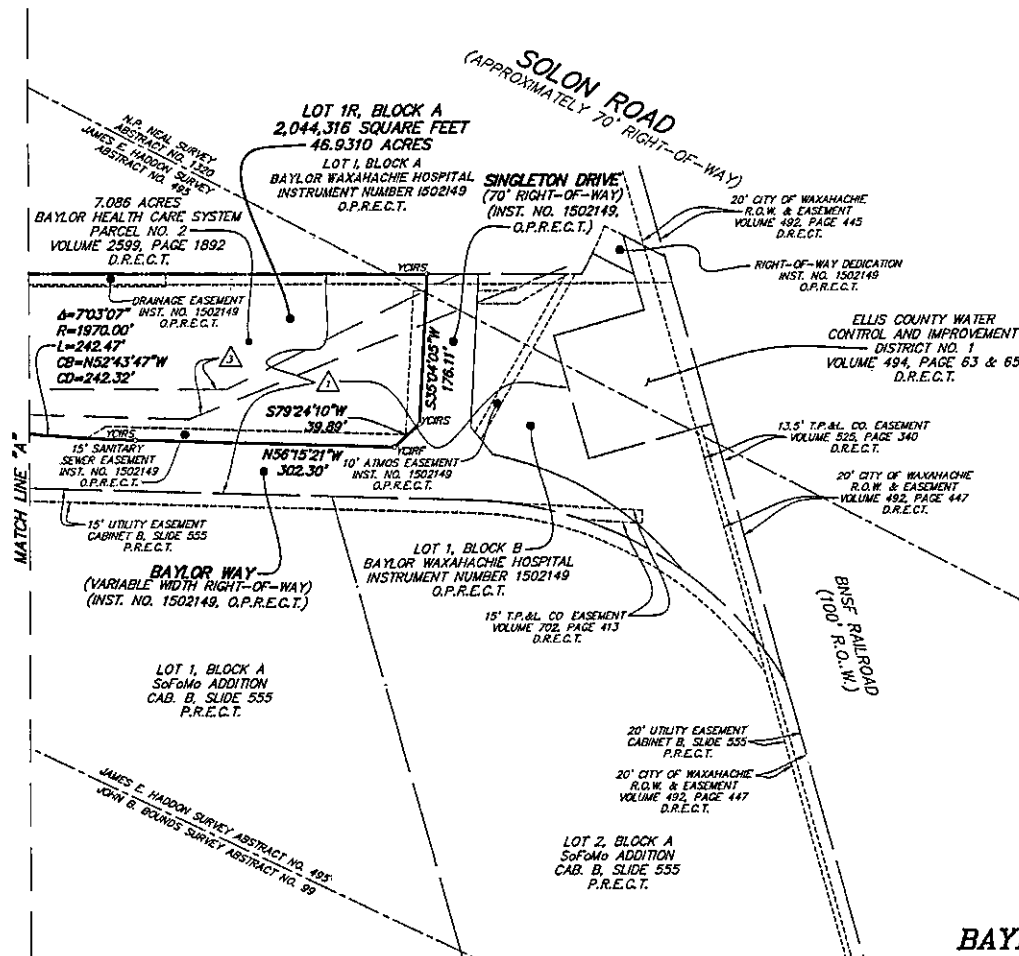 SOLON ROAD
(APPROXIMATELY 70' RIGHT-OF-WAY)
N.P. NEAL SURVEY
ABSTRACT NO. 1320
JAMES E. HADDON SURVEY
ABSTRACT NO. 495
LOT 1R, BLOCK A
2,044,316 SQUARE FEET
46.9310 ACRES
LOT 1, BLOCK A
BAYLOR WAXAHACHIE HOSPITAL
INSTRUMENT NUMBER 1502149
O.P.R.E.C.T.
SINGLETON DRIVE
(70' RIGHT-OF-WAY)
(INST. NO. 1502149,
O.P.R.E.C.T.)
20' CITY OF WAXAHACHIE
R.O.W. & EASEMENT
VOLUME 492, PAGE 445
D.R.E.C.T.
RIGHT-OF-WAY DEDICATION
INST. NO. 1502149
O.P.R.E.C.T.
7.086 ACRES
BAYLOR HEALTH CARE SYSTEM
PARCEL NO. 2
VOLUME 2599, PAGE 1892
D.R.E.C.T.
YCIRS
DRAINAGE EASEMENT
INST. NO. 1502149
O.P.R.E.C.T.
Δ=7°03'07"
R=1970.00'
L=242.47'
CB=N52°43'47"W
CD=242.32'
ELLIS COUNTY WATER
CONTROL AND IMPROVEMENT
DISTRICT NO. 1
VOLUME 494, PAGE 63 & 65
D.R.E.C.T.
3
1
S35°04'05"W
176.11'
S79°24'10"W
39.89'
YCIRS
YCIRS
YCIRF
15' SANITARY
SEWER EASEMENT
INST. NO. 1502149
O.P.R.E.C.T.
N56°15'21"W
302.30'
10' ATMOS EASEMENT
INST. NO. 1502149
O.P.R.E.C.T.
13.5' T.P.&L. CO. EASEMENT
VOLUME 525, PAGE 340
D.R.E.C.T.
20' CITY OF WAXAHACHIE
R.O.W. & EASEMENT
VOLUME 492, PAGE 447
D.R.E.C.T.
MATCH LINE "A"
15' UTILITY EASEMENT
CABINET B, SLIDE 555
P.R.E.C.T.
BAYLOR WAY
(VARIABLE WIDTH RIGHT-OF-WAY)
(INST. NO. 1502149, O.P.R.E.C.T.)
LOT 1, BLOCK B
BAYLOR WAXAHACHIE HOSPITAL
INSTRUMENT NUMBER 1502149
O.P.R.E.C.T.
15' T.P.&L. CO EASEMENT
VOLUME 702, PAGE 413
D.R.E.C.T.
BNSF RAILROAD
(100' R.O..W.)
LOT 1, BLOCK A
SoFoMo ADDITION
CAB. B, SLIDE 555
P.R.E.C.T.
20' UTILITY EASEMENT
CABINET B, SLIDE 555
P.R.E.C.T.
20' CITY OF WAXAHACHIE
R.O.W. & EASEMENT
VOLUME 492, PAGE 447
D.R.E.C.T.
JAMES E. HADDON SURVEY ABSTRACT NO. 495
JOHN B. BOUNDS SURVEY ABSTRACT NO. 99
LOT 2, BLOCK A
SoFoMo ADDITION
CAB. B, SLIDE 555
P.R.E.C.T.